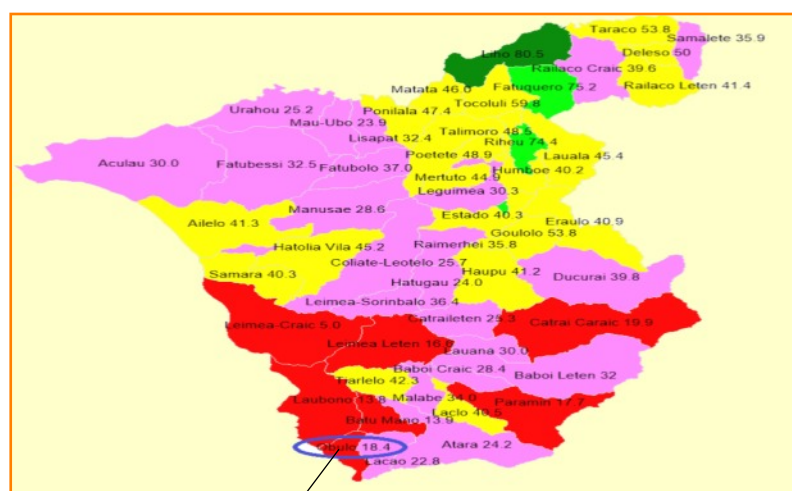 Taraco 53.8
Samalete 35.9
Liho 80.5
Deleso 50
Railaco Craic 39.6
Matata 46.0
Fatuquero 75.2
Railaco Leten 41.4
Urahou 25.2
Ponilala 47.4
Tocoluli 59.8
Mau-Ubo 23.9
Lisapat 32.4
Talimoro 48.5
Rihou 74.4
Aculau 30.0
Fatubessi 32.5
Fatubolo 37.0
Poetete 48.9
Lauala 45.4
Mertuto 44.9
Humboe 40.2
Leguimea 30.3
Manusae 28.6
Ailelo 41.3
Estado 40.3
Eraulo 40.9
Goulolo 53.8
Hatolia Vila 45.2
Raimerhei 35.8
Coliate-Leotelo 25.7
Samara 40.3
Haupu 41.2
Ducurai 39.8
Hatugau 24.0
Leimea-Sorinbalo 36.4
Leimea-Craic 5.0
Catraileten 25.3
Catrai Caraic 19.9
Leimea Leten
Lauana 30.0
Baboi Craic 28.4
Baboi Leten 32
Tiarlelo 42.3
Laubono 13.8
Malabe 34.0
Paramin 17.7
Batu Mano 13.9
Laclo
Obulo 18.4
Atara 24.2
Lacao 22.8